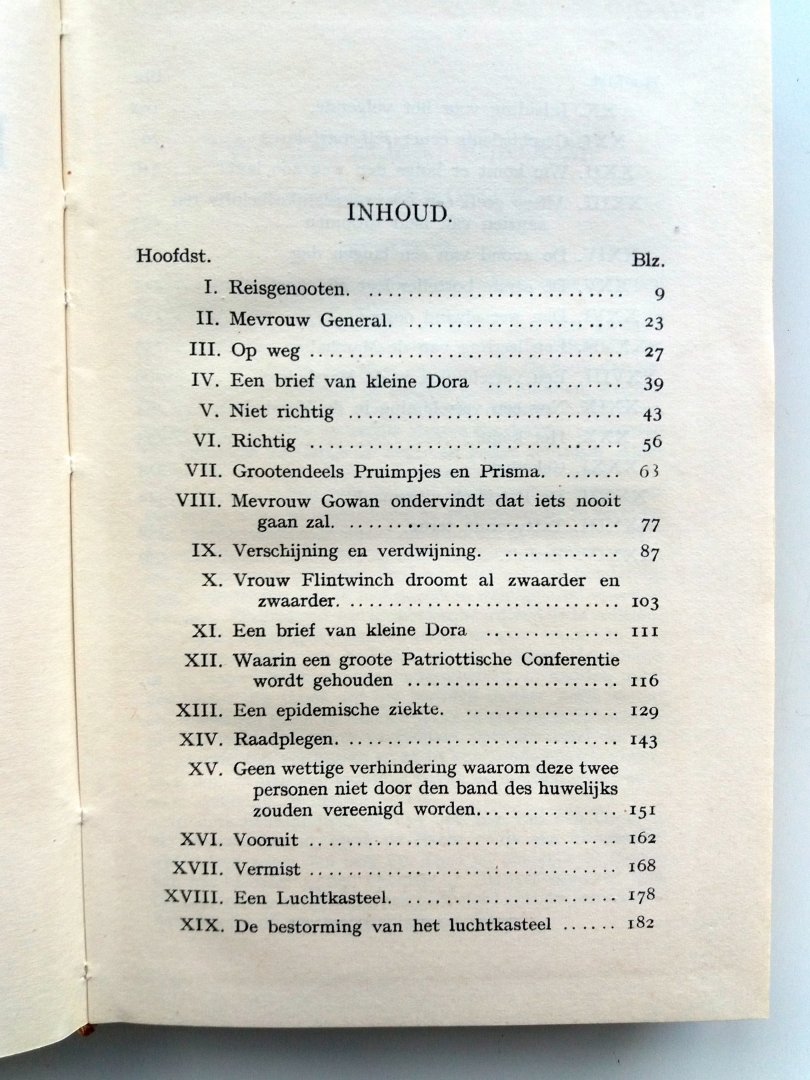 INHOUD.
Hoofdst. Blz.
I. Reisgenooten. ........................... 9
II. Mevrouw General. ....................... 23
III. Op weg ................................ 27
IV. Een brief van kleine Dora .............. 39
V. Niet richtig ............................ 43
VI. Richtig ................................ 56
VII. Grootendeels Pruimpjes en Prisma. ...... 63
VIII. Mevrouw Gowan ondervindt dat iets nooit
gaan zal. ............................ 77
IX. Verschijning en verdwijning. ............ 87
X. Vrouw Flintwinch droomt al zwaarder en
zwaarder. ............................ 103
XI. Een brief van kleine Dora .............. 111
XII. Waarin een groote Patriottische Conferentie
wordt gehouden ...................... 116
XIII. Een epidemische ziekte. .................. 129
XIV. Raadplegen. ............................ 143
XV. Geen wettige verhindering waarom deze twee
personen niet door den band des huwelijks
zouden vereenigd worden. ............... 151
XVI. Vooruit ................................ 162
XVII. Vermist ................................ 168
XVIII. Een Luchtkasteel. ...................... 178
XIX. De bestorming van het luchtkasteel ...... 182